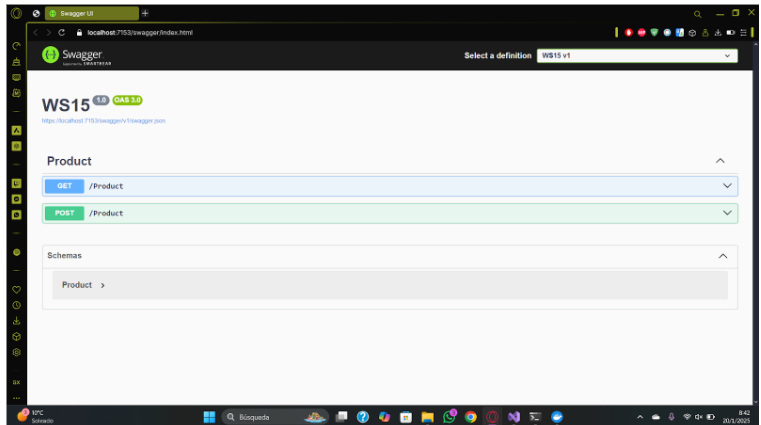 Swagger UI
localhost:7153/swagger/index.html
Swagger
Supported by SMARTBEAR
Select a definition
WS15 v1
WS15 1.0 OAS 3.0
https://localhost:7153/swagger/v1/swagger.json
Product
GET /Product
POST /Product
Schemas
Product
GX
10°C
Soleado
Búsqueda
8:42
20/1/2025